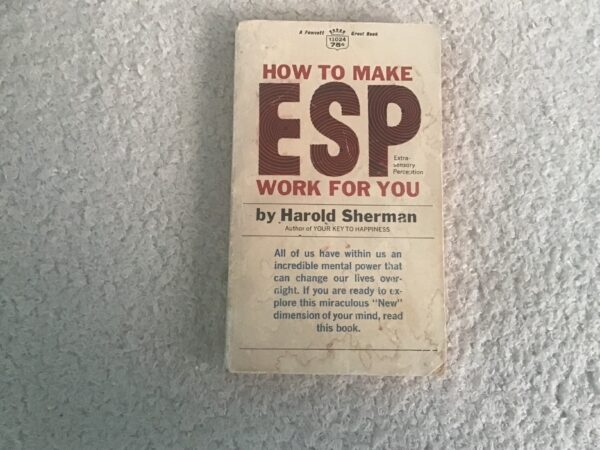 A Fawcett Crest Book
T1024
75¢
HOW TO MAKE
ESP
Extra-
sensory
Perception
WORK FOR YOU
by Harold Sherman
Author of YOUR KEY TO HAPPINESS
All of us have within us an
incredible mental power that
can change our lives over-
night. If you are ready to ex-
plore this miraculous "New"
dimension of your mind, read
this book.